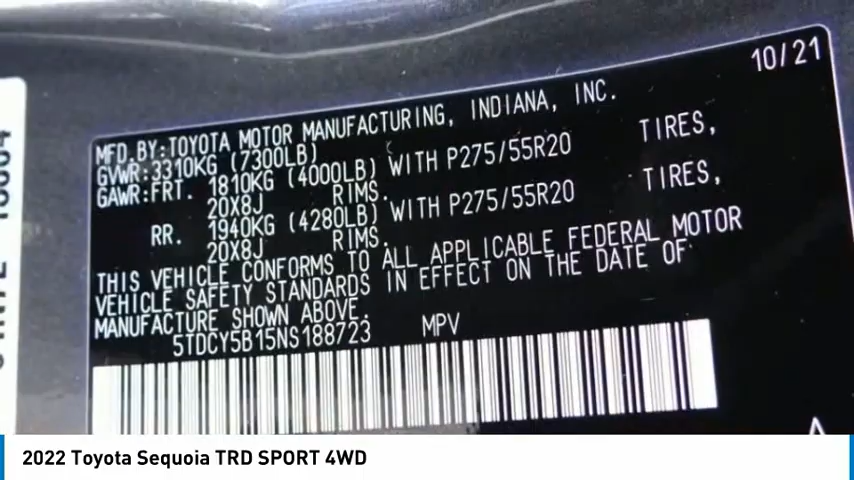 10/21
MFD.BY:TOYOTA MOTOR MANUFACTURING, INDIANA, INC.
GVWR:3310KG (7300LB)
GAWR:FRT. 1810KG (4000LB) WITH P275/55R20 TIRES,
20X8J RIMS.
RR. 1940KG (4280LB) WITH P275/55R20 TIRES,
20X8J RIMS.
THIS VEHICLE CONFORMS TO ALL APPLICABLE FEDERAL MOTOR
VEHICLE SAFETY STANDARDS IN EFFECT ON THE DATE OF
MANUFACTURE SHOWN ABOVE.
5TDCY5B15NS188723 MPV
2022 Toyota Sequoia TRD SPORT 4WD